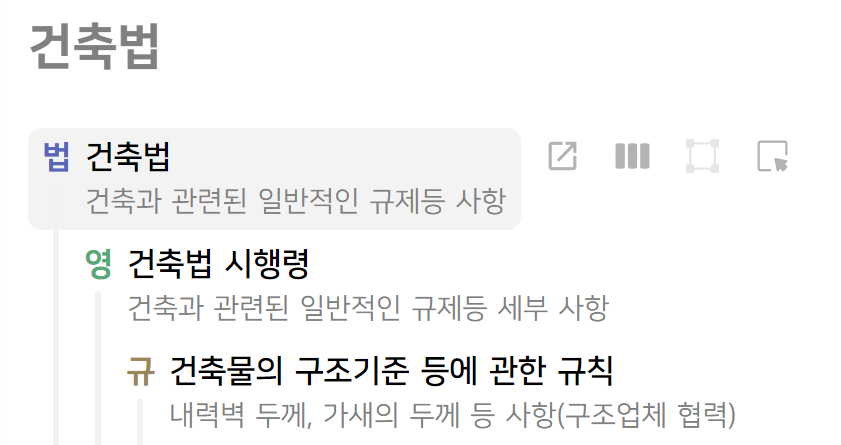 건축법
법 건축법
건축과 관련된 일반적인 규제등 사항
영 건축법 시행령
건축과 관련된 일반적인 규제등 세부 사항
규 건축물의 구조기준 등에 관한 규칙
내력벽 두께, 가새의 두께 등 사항(구조업체 협력)